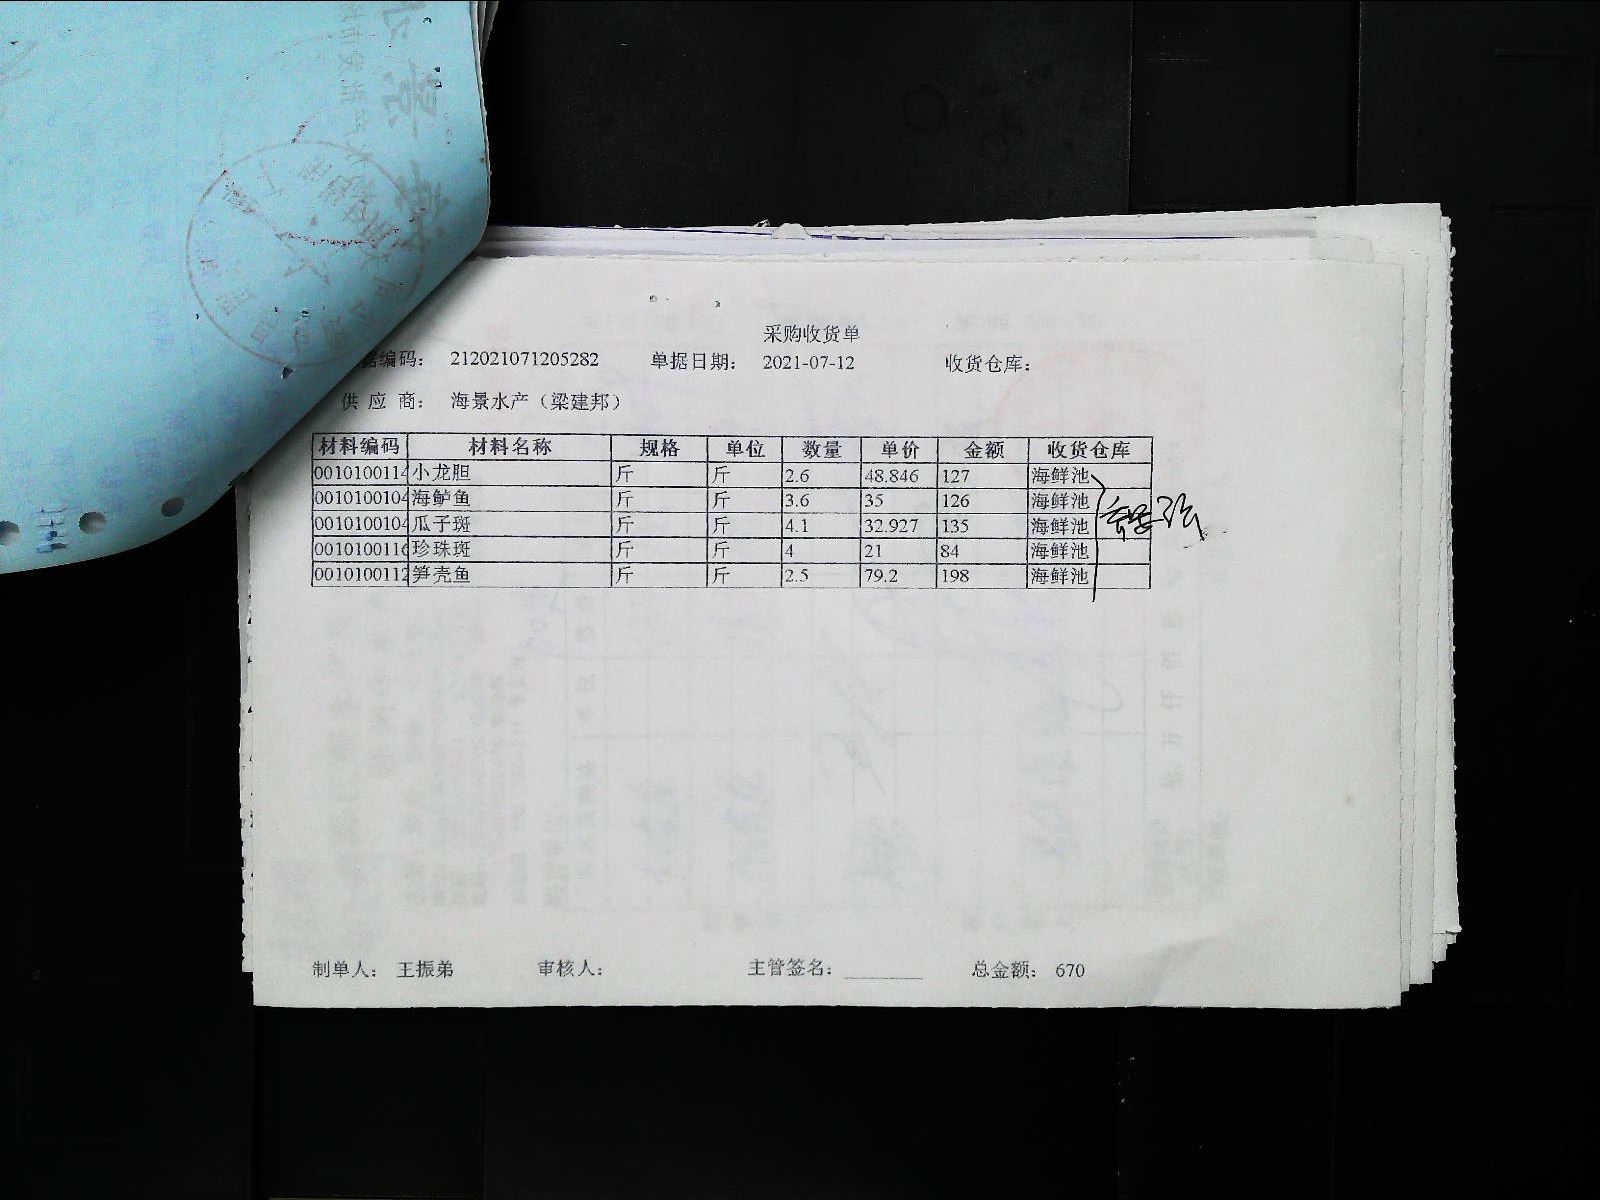 采购收货单
据编码： 212021071205282 单据日期： 2021-07-12 收货仓库：
供 应 商： 海景水产（梁建邦）
材料编码 材料名称 规格 单位 数量 单价 金额 收货仓库
0010100114 小龙胆 斤 斤 2.6 48.846 127 海鲜池
0010100104 海鲈鱼 斤 斤 3.6 35 126 海鲜池
0010100104 瓜子斑 斤 斤 4.1 32.927 135 海鲜池
0010100116 珍珠斑 斤 斤 4 21 84 海鲜池
0010100112 笋壳鱼 斤 斤 2.5 79.2 198 海鲜池
制单人： 王振弟 审核人： 主管签名： 总金额： 670